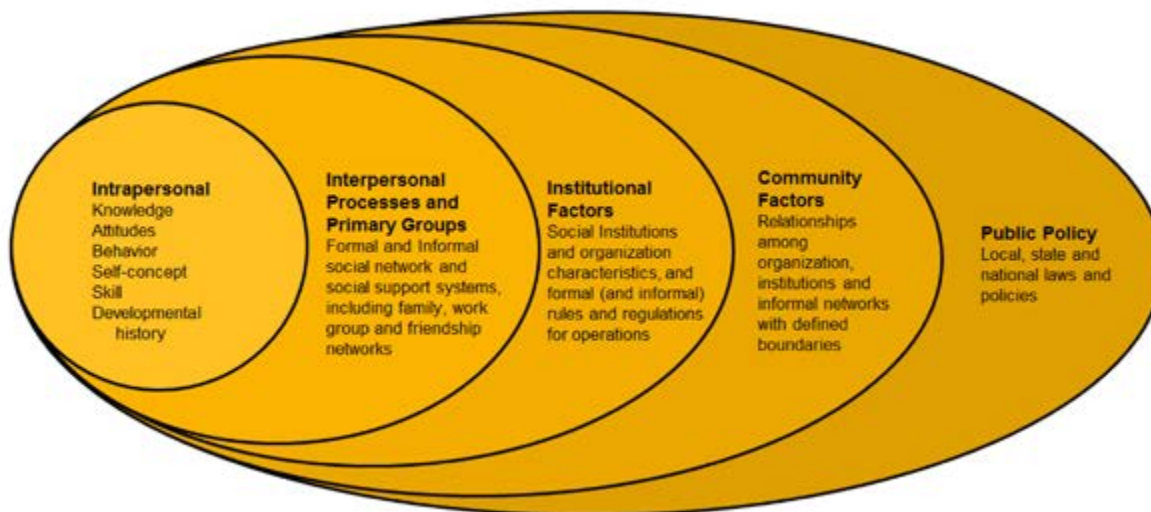 Intrapersonal
Knowledge
Attitudes
Behavior
Self-concept
Skill
Developmental
history
Interpersonal
Processes and
Primary Groups
Formal and Informal
social network and
social support systems,
including family, work
group and friendship
networks
Institutional
Factors
Social Institutions
and organization
characteristics, and
formal (and informal)
rules and regulations
for operations
Community
Factors
Relationships
among
organization,
institutions and
informal networks
with defined
boundaries
Public Policy
Local, state and
national laws and
policies